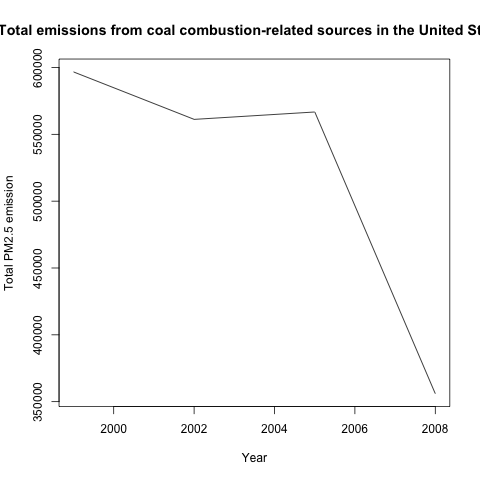 Total emissions from coal combustion-related sources in the United St
600000
550000
500000
450000
400000
350000
Total PM2.5 emission
2000 2002 2004 2006 2008
Year